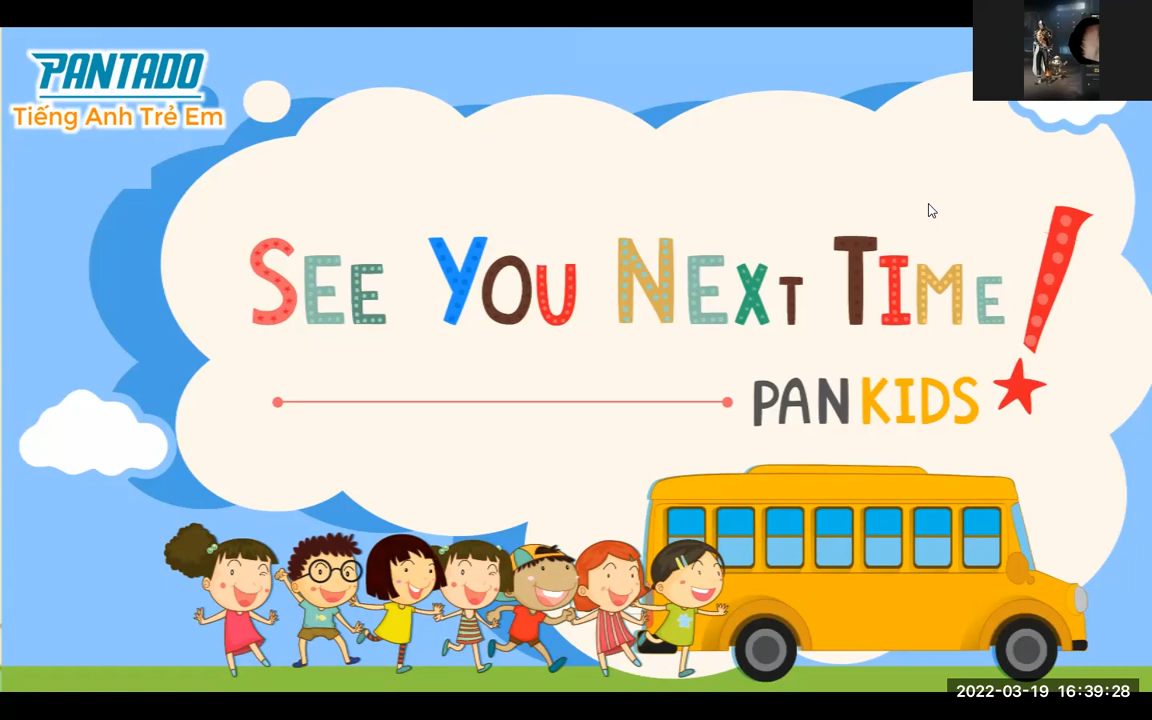 PANTADO
Tiếng Anh Trẻ Em
SEE YOU NEXT TIME!
PAN KIDS
2022-03-19 16:39:28